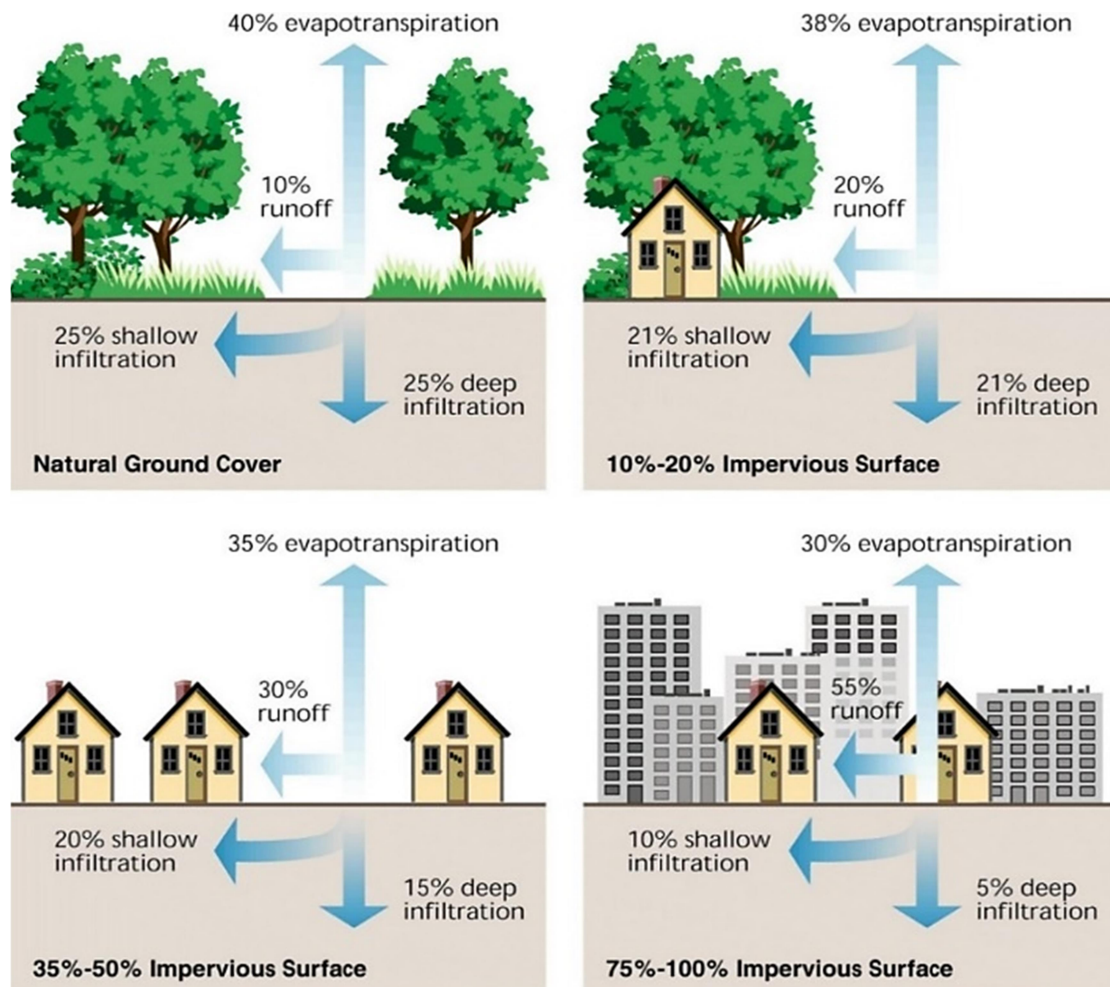 40% evapotranspiration
10%
runoff
25% shallow
infiltration
25% deep
infiltration
Natural Ground Cover
38% evapotranspiration
20%
runoff
21% shallow
infiltration
21% deep
infiltration
10%-20% Impervious Surface
35% evapotranspiration
30%
runoff
20% shallow
infiltration
15% deep
infiltration
35%-50% Impervious Surface
30% evapotranspiration
55%
runoff
10% shallow
infiltration
5% deep
infiltration
75%-100% Impervious Surface